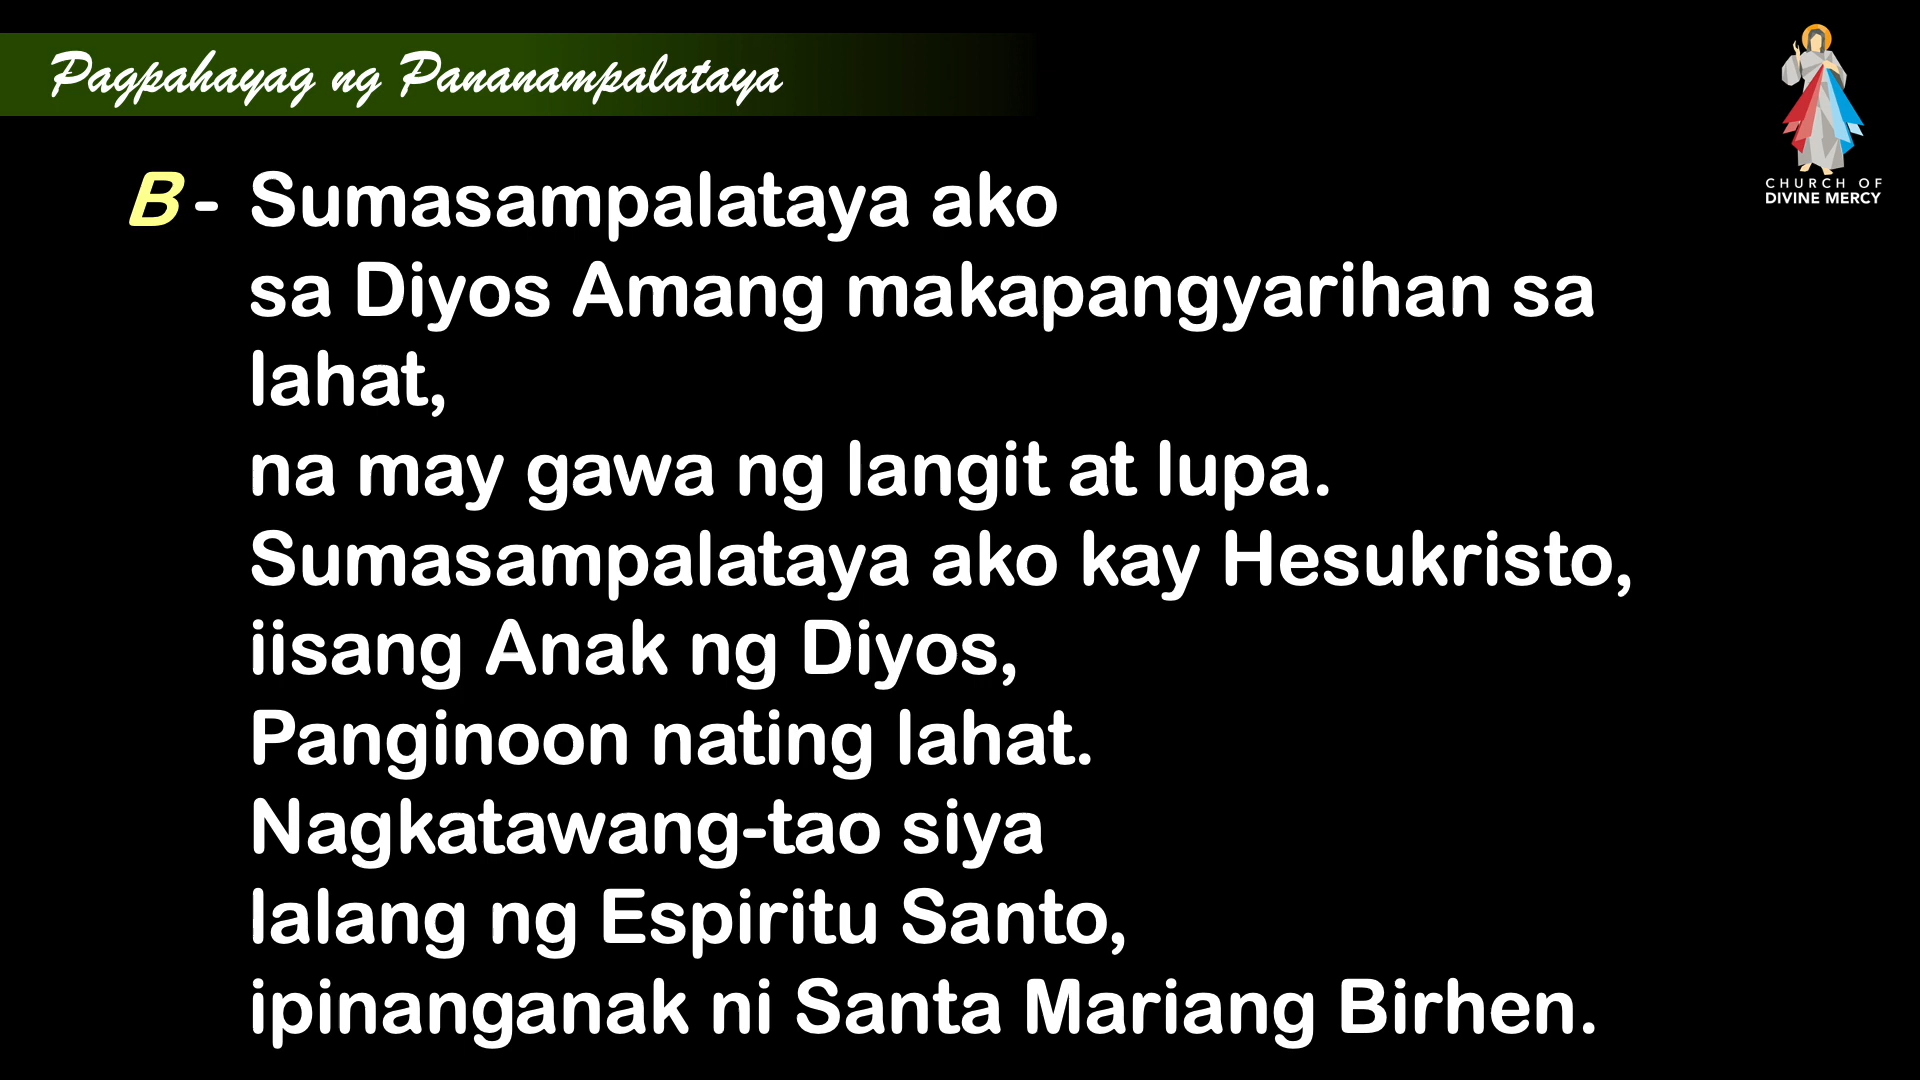 Pagpahayag ng Pananampalataya
CHURCH OF
DIVINE MERCY
B - Sumasampalataya ako
sa Diyos Amang makapangyarihan sa
lahat,
na may gawa ng langit at lupa.
Sumasampalataya ako kay Hesukristo,
iisang Anak ng Diyos,
Panginoon nating lahat.
Nagkatawang-tao siya
lalang ng Espiritu Santo,
ipinanganak ni Santa Mariang Birhen.